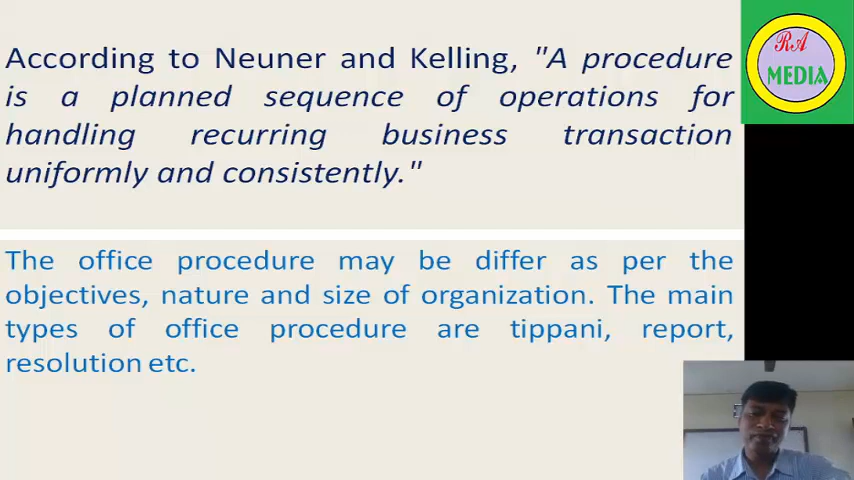 According to Neuner and Kelling, "A procedure
is a planned sequence of operations for
handling recurring business transaction
uniformly and consistently."
RA
MEDIA
The office procedure may be differ as per the
objectives, nature and size of organization. The main
types of office procedure are tippani, report,
resolution etc.